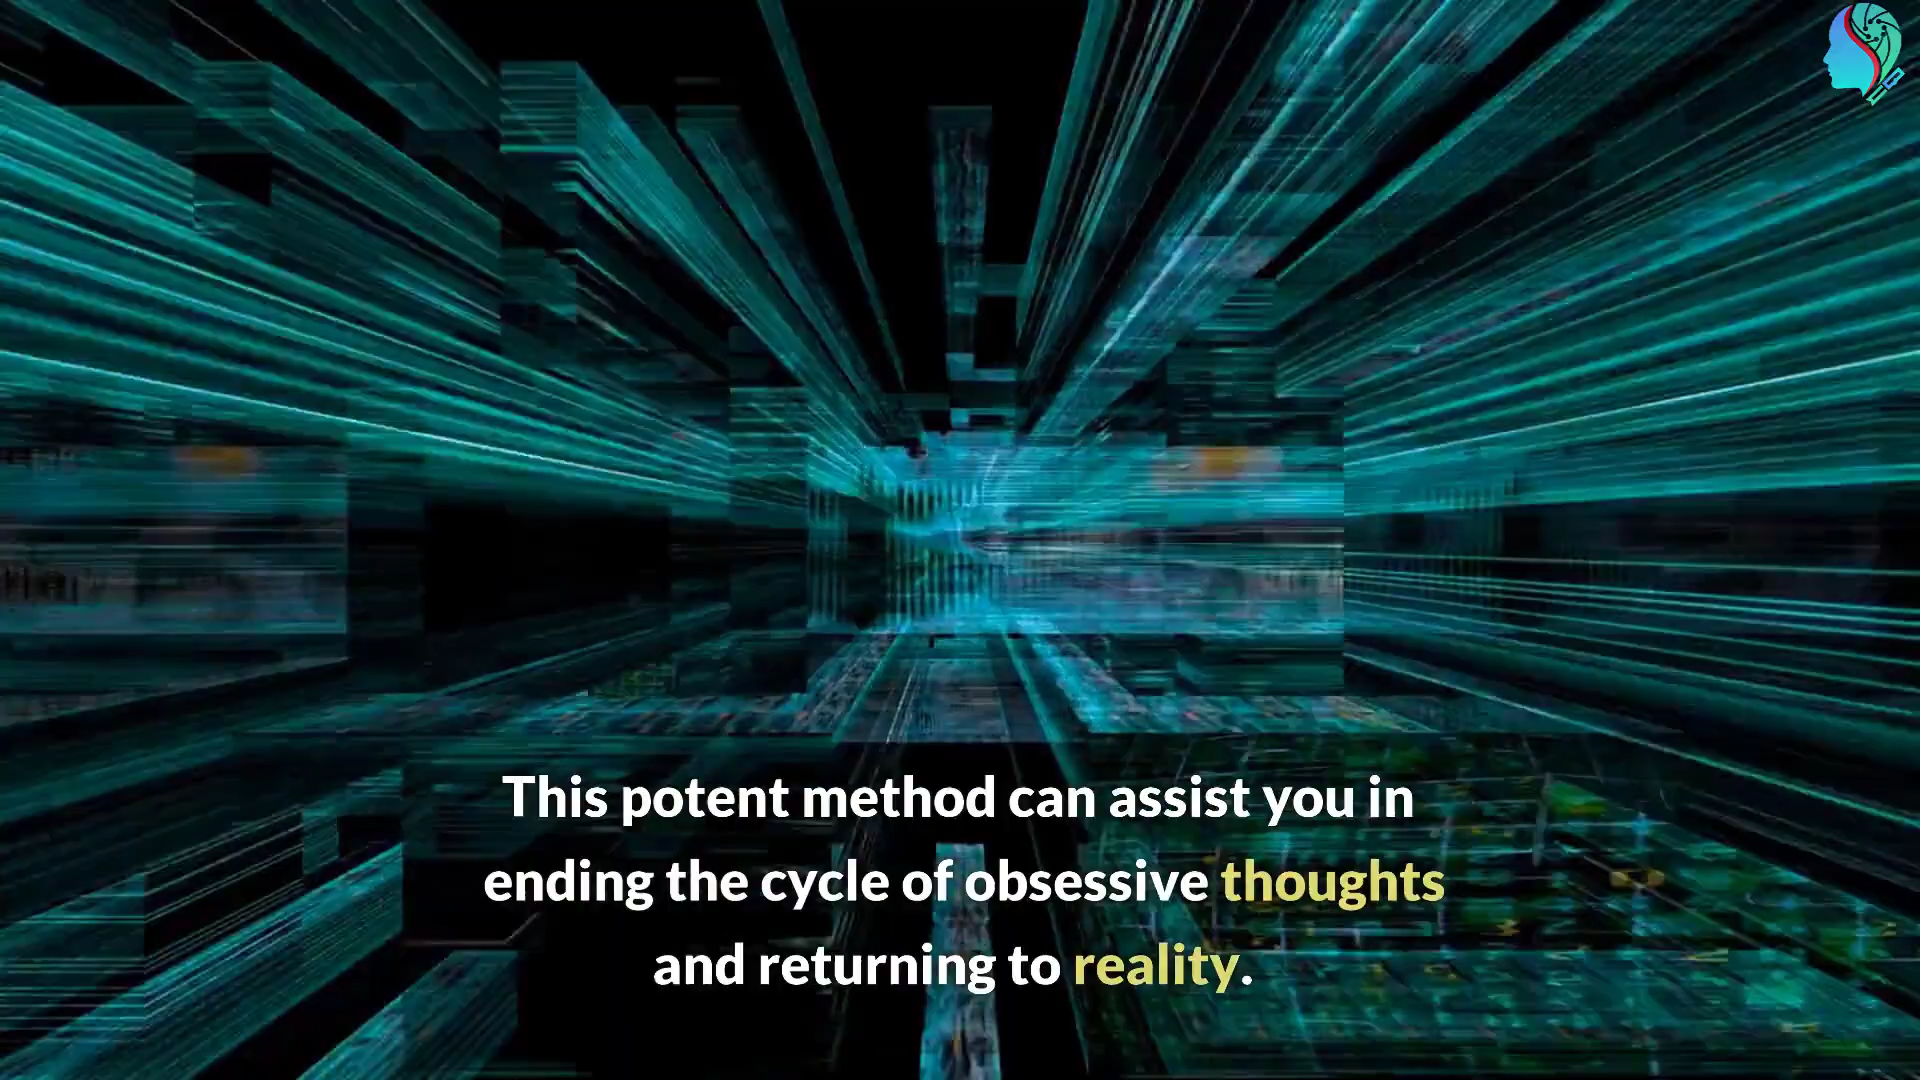 This potent method can assist you in
ending the cycle of obsessive thoughts
and returning to reality.